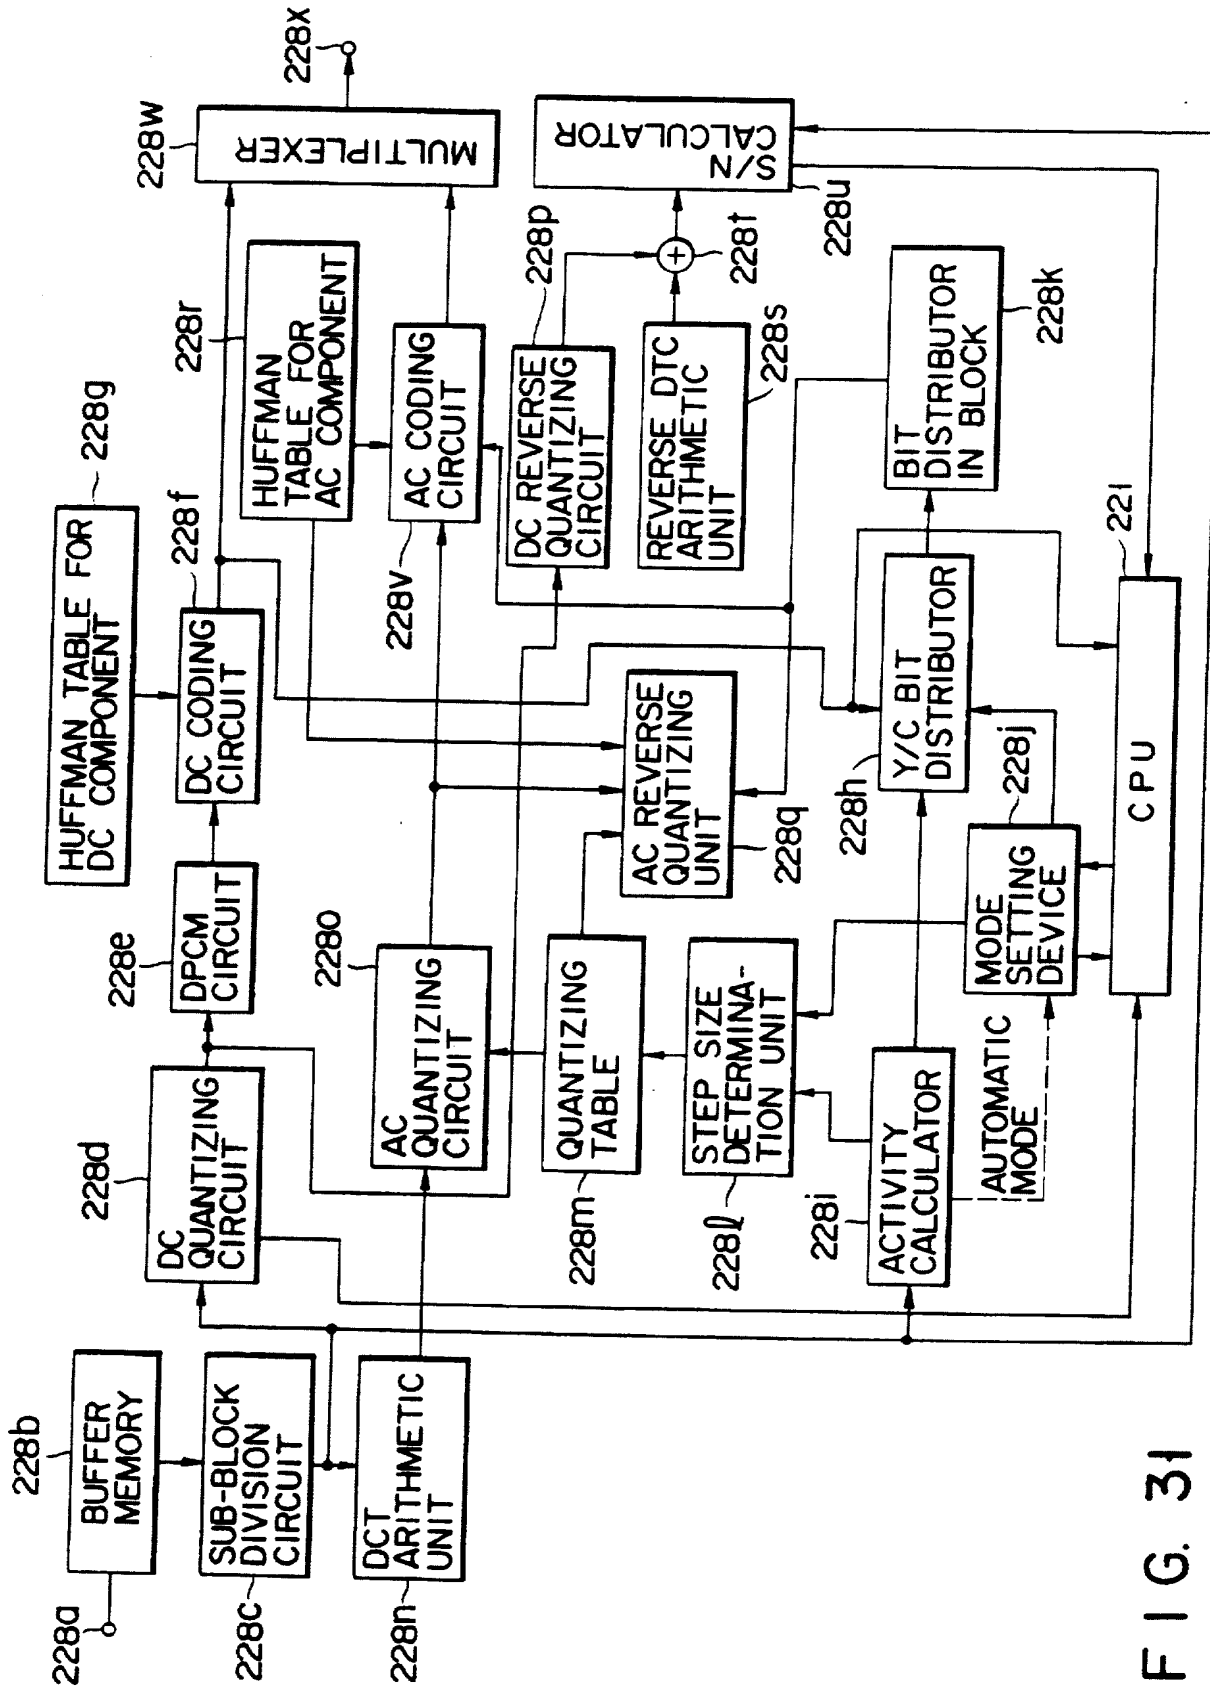 228a
228b
BUFFER
MEMORY
228c
SUB-BLOCK
DIVISION
CIRCUIT
228n
DCT
ARITHMETIC
UNIT
228d
DC
QUANTIZING
CIRCUIT
228e
DPCM
CIRCUIT
228g
HUFFMAN TABLE FOR
DC COMPONENT
228f
DC CODING
CIRCUIT
228r
HUFFMAN
TABLE FOR
AC COMPONENT
228w
MULTIPLEXER
228x
228o
AC
QUANTIZING
CIRCUIT
228v
AC CODING
CIRCUIT
228p
DC REVERSE
QUANTIZING
CIRCUIT
228m
QUANTIZING
TABLE
AC REVERSE
QUANTIZING
UNIT
228q
REVERSE DTC
ARITHMETIC
UNIT
228s
+
228t
S/N
CALCULATOR
228u
228l
STEP SIZE
DETERMINA-
TION UNIT
228i
ACTIVITY
CALCULATOR
AUTOMATIC
MODE
228j
MODE
SETTING
DEVICE
228h
Y/C BIT
DISTRIBUTOR
BIT
DISTRIBUTOR
IN BLOCK
228k
221
CPU
FIG. 31